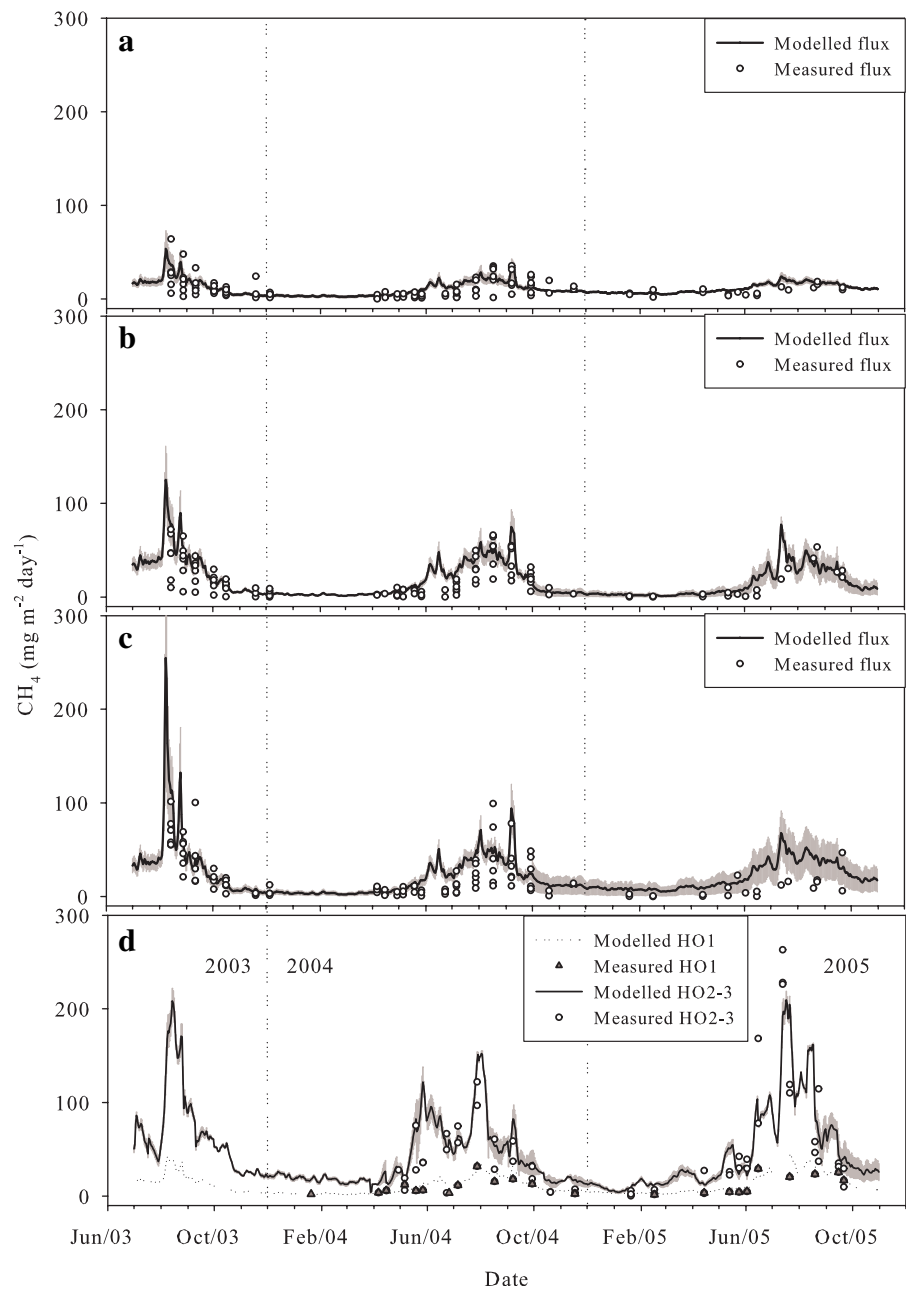 300
200
100
0
a
Modelled flux
Measured flux
300
200
100
0
b
Modelled flux
Measured flux
300
200
100
0
c
Modelled flux
Measured flux
300
200
100
0
d
Modelled HO1
Measured HO1
Modelled HO2-3
Measured HO2-3
2003
2004
2005
CH₄ (mg m⁻² day⁻¹)
Jun/03 Oct/03 Feb/04 Jun/04 Oct/04 Feb/05 Jun/05 Oct/05
Date